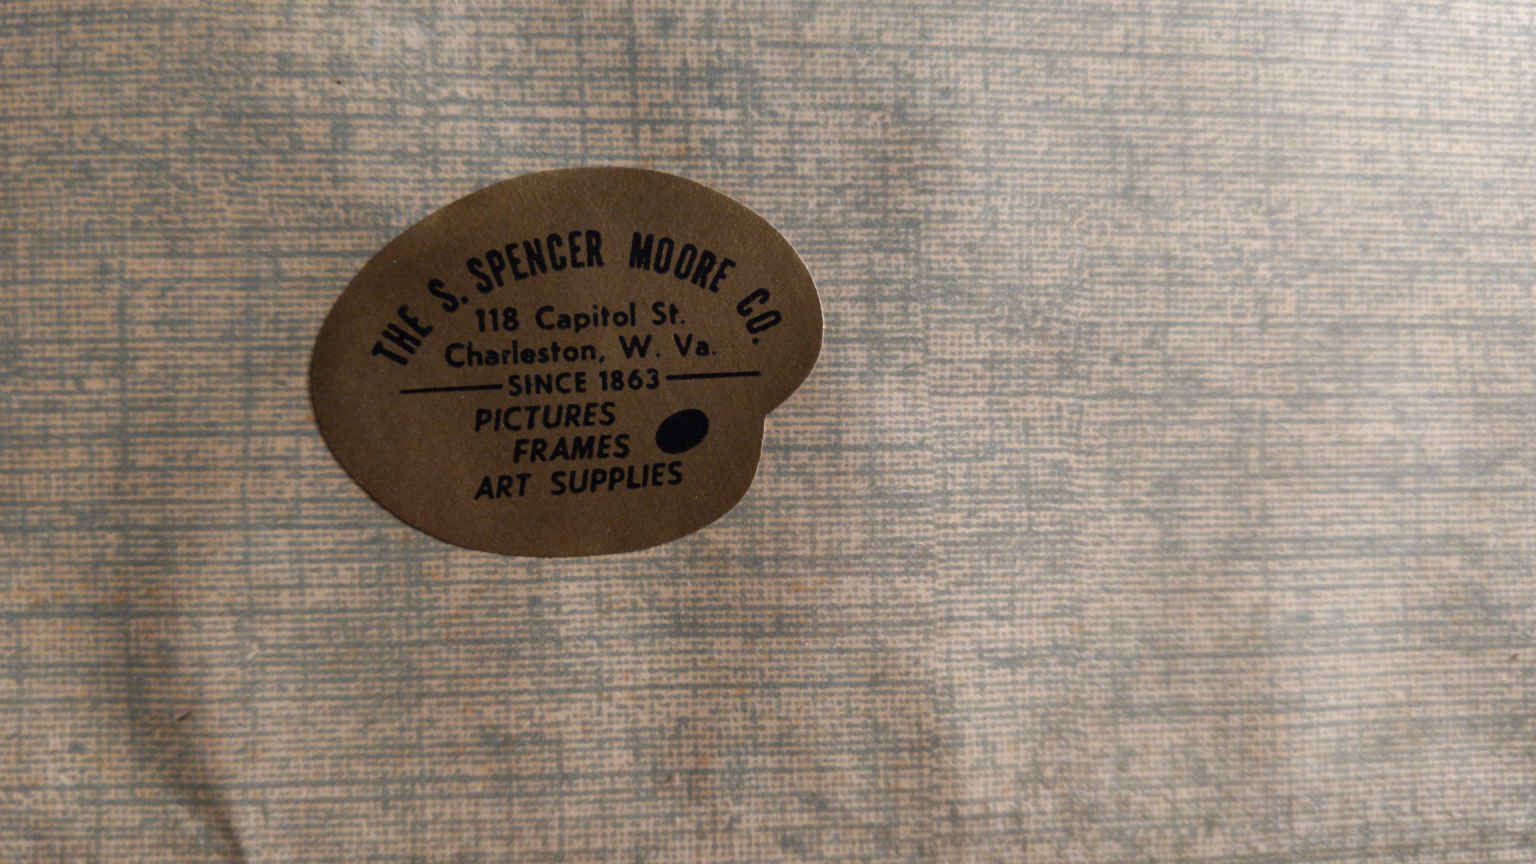 THE S. SPENCER MOORE CO.
118 Capitol St.
Charleston, W. Va.
SINCE 1863
PICTURES
FRAMES
ART SUPPLIES